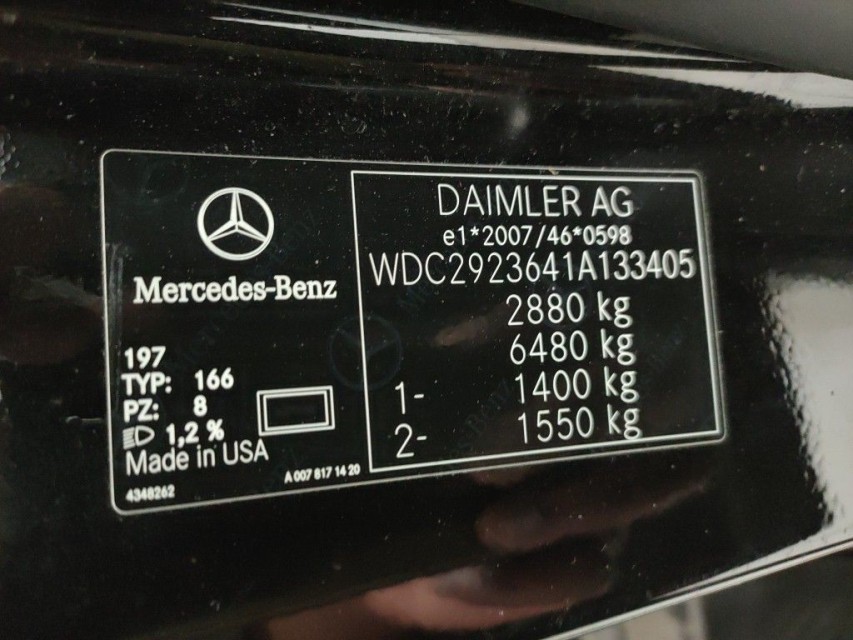 Mercedes-Benz
197
TYP: 166
PZ: 8
1,2 %
Made in USA
4348262
A 007 817 14 20
DAIMLER AG
e1*2007/46*0598
WDC2923641A133405
2880 kg
6480 kg
1- 1400 kg
2- 1550 kg